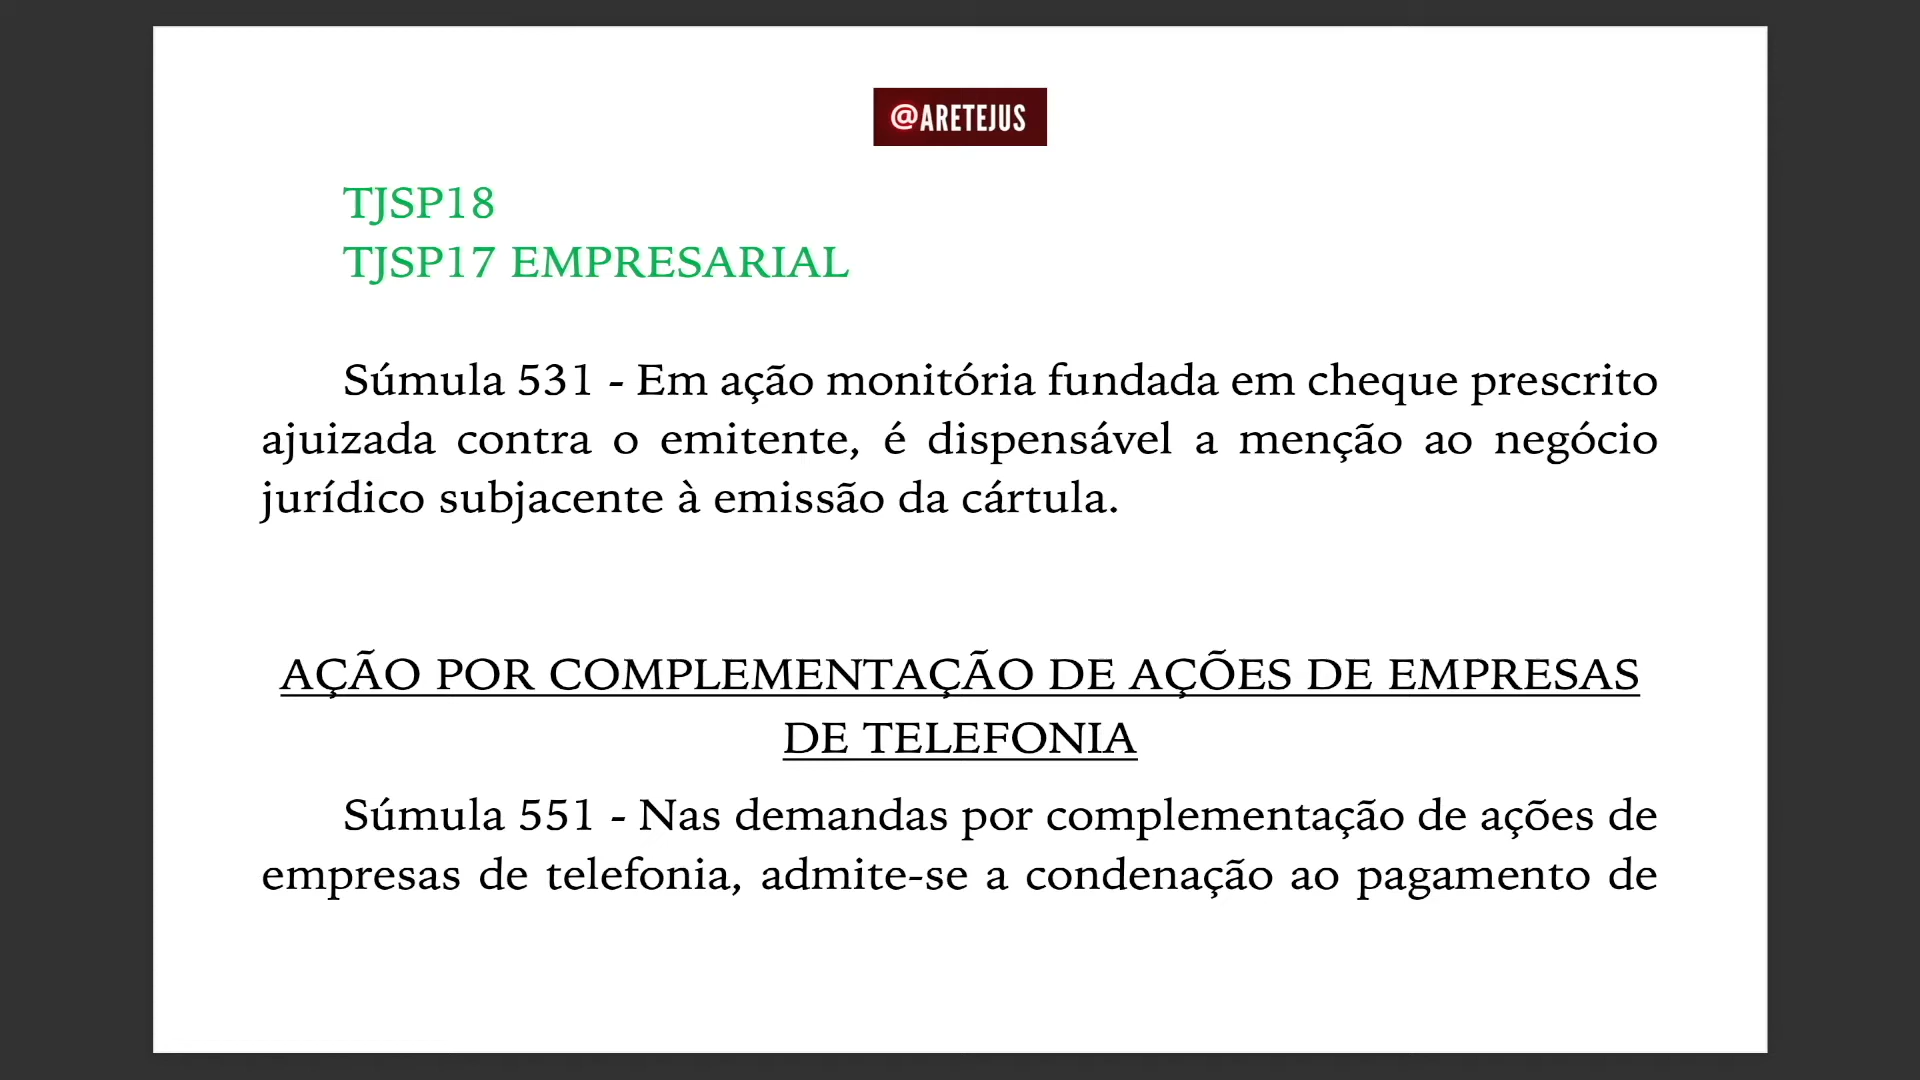 @ARETEJUS
TJSP18
TJSP17 EMPRESARIAL
Súmula 531 - Em ação monitória fundada em cheque prescrito
ajuizada contra o emitente, é dispensável a menção ao negócio
jurídico subjacente à emissão da cártula.
AÇÃO POR COMPLEMENTAÇÃO DE AÇÕES DE EMPRESAS
DE TELEFONIA
Súmula 551 - Nas demandas por complementação de ações de
empresas de telefonia, admite-se a condenação ao pagamento de